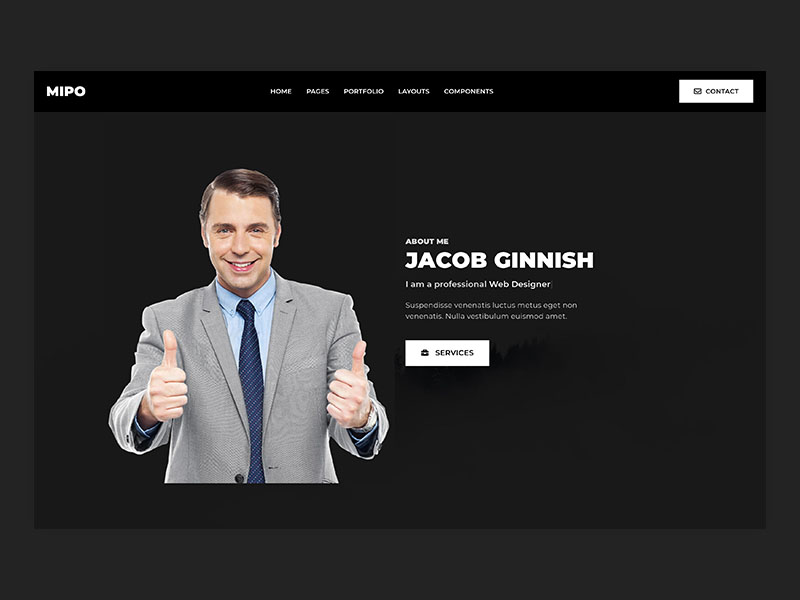 MIPO
HOME PAGES PORTFOLIO LAYOUTS COMPONENTS
CONTACT
ABOUT ME
JACOB GINNISH
I am a professional Web Designer
Suspendisse venenatis luctus metus eget non
venenatis. Nulla vestibulum euismod amet.
SERVICES